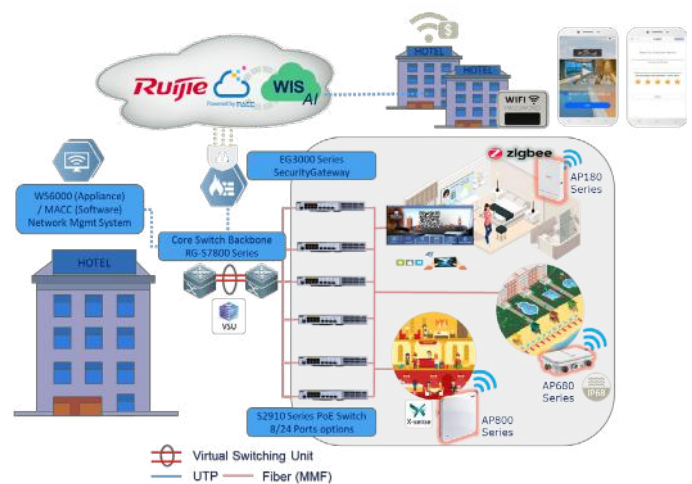 HOTEL
HOTEL
Ruijie
Powered by MACC
WIS
AI
WIFI
PASSWORD
EG3000 Series
SecurityGateway
zigbee
AP180
Series
WS6000 (Appliance)
/ MACC (Software)
Network Mgmt System
Core Switch Backbone
RG-S7800 Series
HOTEL
VSU
AP680
Series
IP68
X-sense
AP800
Series
S2910 Series PoE Switch
8/24 Ports options
Virtual Switching Unit
UTP
Fiber (MMF)